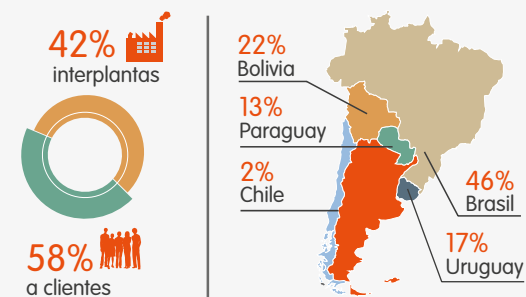 42%
interplantas
58%
a clientes
22%
Bolivia
13%
Paraguay
2%
Chile
46%
Brasil
17%
Uruguay